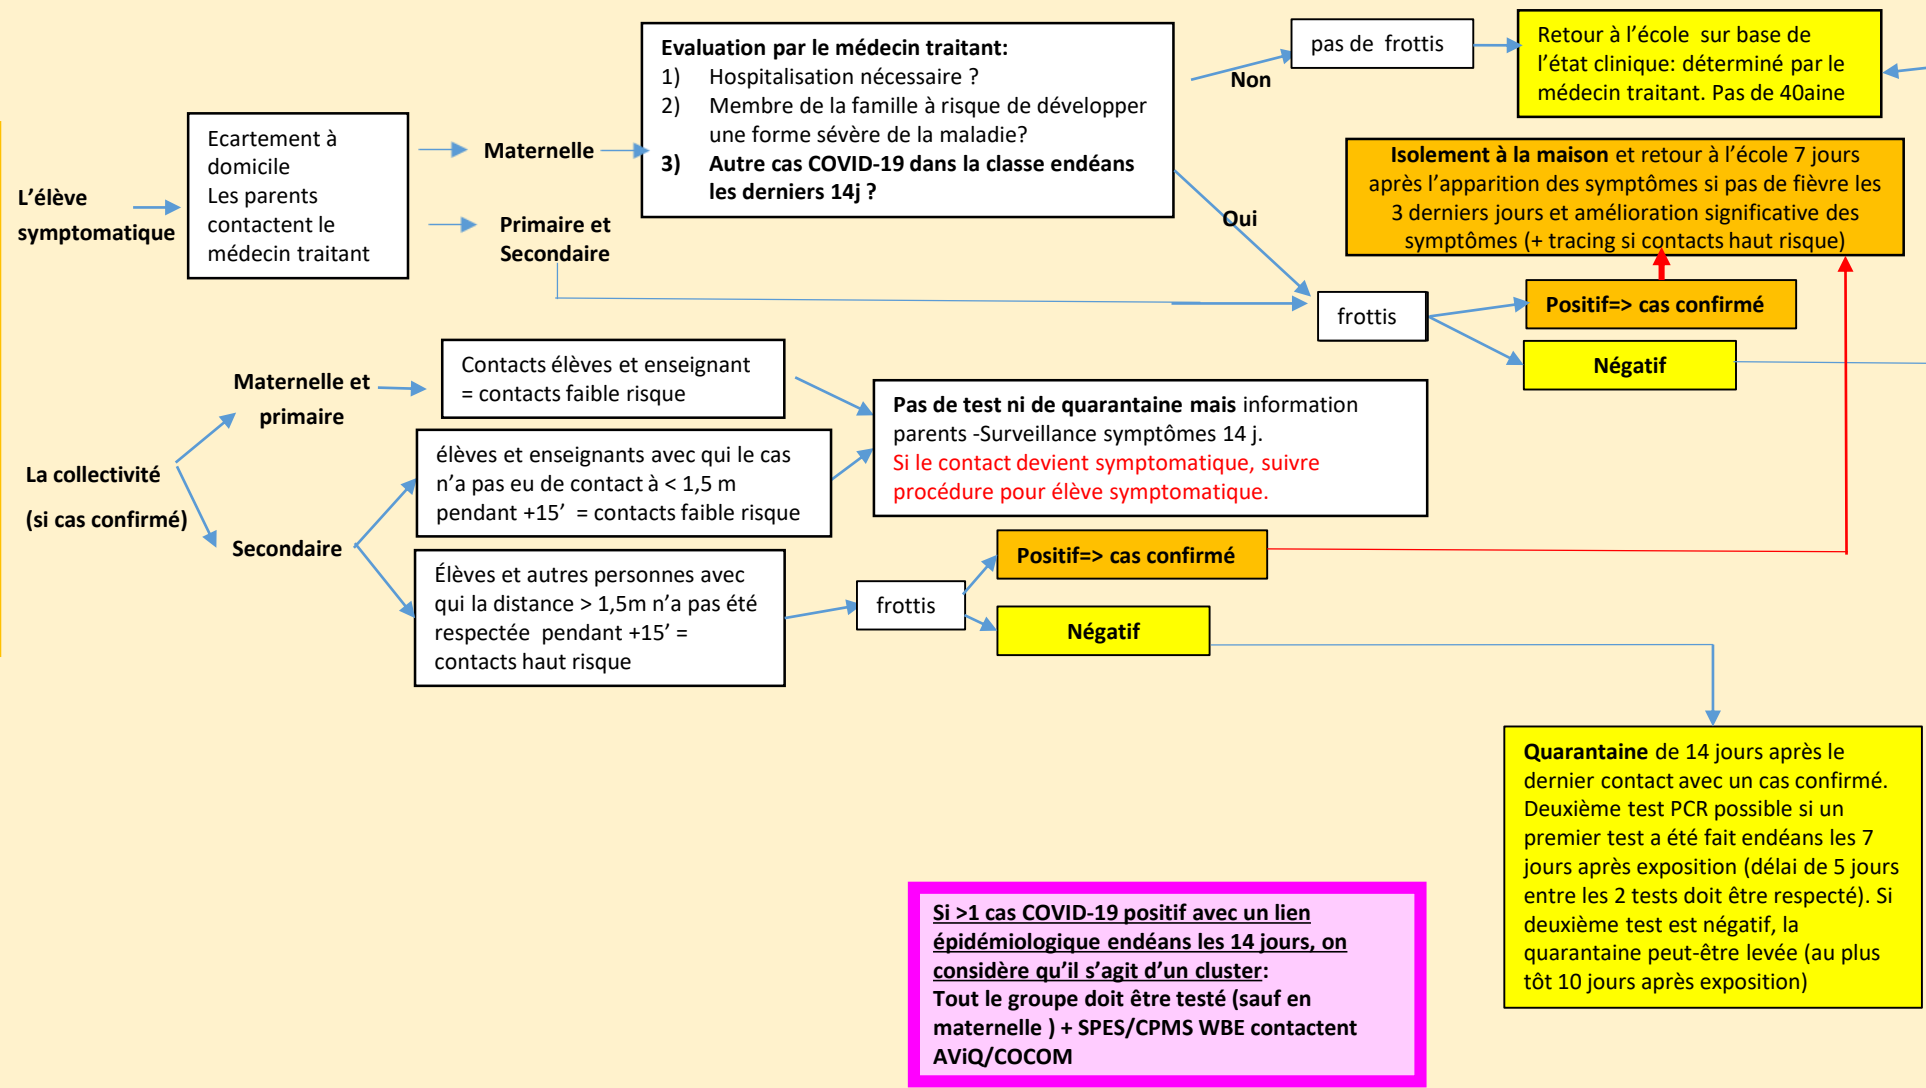 L’élève
symptomatique
Ecartement à
domicile
Les parents
contactent le
médecin traitant
Maternelle
Primaire et
Secondaire
Evaluation par le médecin traitant:
1) Hospitalisation nécessaire ?
2) Membre de la famille à risque de développer
une forme sévère de la maladie?
3) Autre cas COVID-19 dans la classe endéans
les derniers 14j ?
Non
pas de frottis
Retour à l’école sur base de
l’état clinique: déterminé par le
médecin traitant. Pas de 40aine
Oui
Isolement à la maison et retour à l’école 7 jours
après l’apparition des symptômes si pas de fièvre les
3 derniers jours et amélioration significative des
symptômes (+ tracing si contacts haut risque)
frottis
Positif=> cas confirmé
Négatif
La collectivité
(si cas confirmé)
Maternelle et
primaire
Contacts élèves et enseignant
= contacts faible risque
Secondaire
élèves et enseignants avec qui le cas
n’a pas eu de contact à < 1,5 m
pendant +15’ = contacts faible risque
Pas de test ni de quarantaine mais information
parents -Surveillance symptômes 14 j.
Si le contact devient symptomatique, suivre
procédure pour élève symptomatique.
Élèves et autres personnes avec
qui la distance > 1,5m n’a pas été
respectée pendant +15’ =
contacts haut risque
frottis
Positif=> cas confirmé
Négatif
Quarantaine de 14 jours après le
dernier contact avec un cas confirmé.
Deuxième test PCR possible si un
premier test a été fait endéans les 7
jours après exposition (délai de 5 jours
entre les 2 tests doit être respecté). Si
deuxième test est négatif, la
quarantaine peut-être levée (au plus
tôt 10 jours après exposition)
Si >1 cas COVID-19 positif avec un lien
épidémiologique endéans les 14 jours, on
considère qu’il s’agit d’un cluster:
Tout le groupe doit être testé (sauf en
maternelle ) + SPES/CPMS WBE contactent
AViQ/COCOM